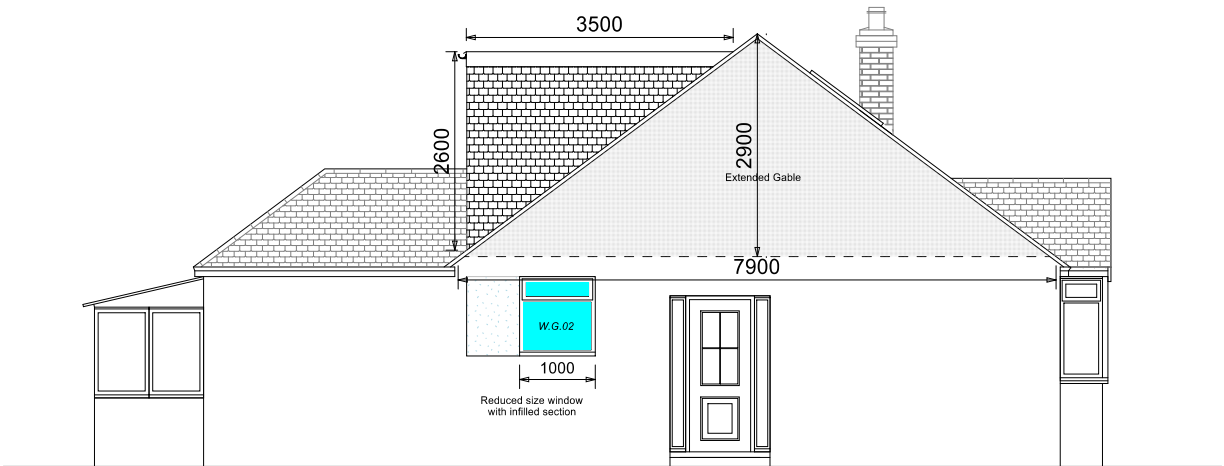 3500
2600
2900
Extended Gable
7900
W.G.02
1000
Reduced size window
with infilled section